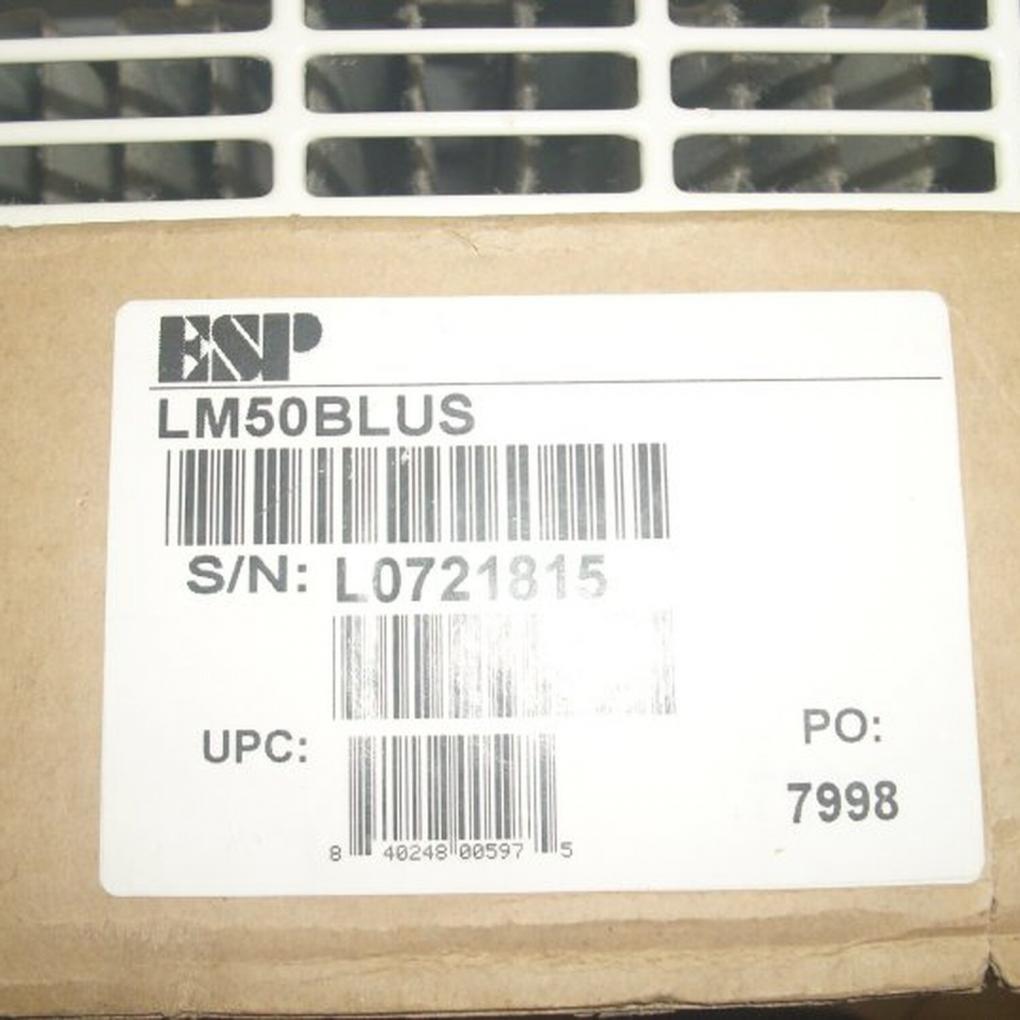 ESP
LM50BLUS
S/N: L0721815
UPC:
PO:
7998
8 40248 00597 5